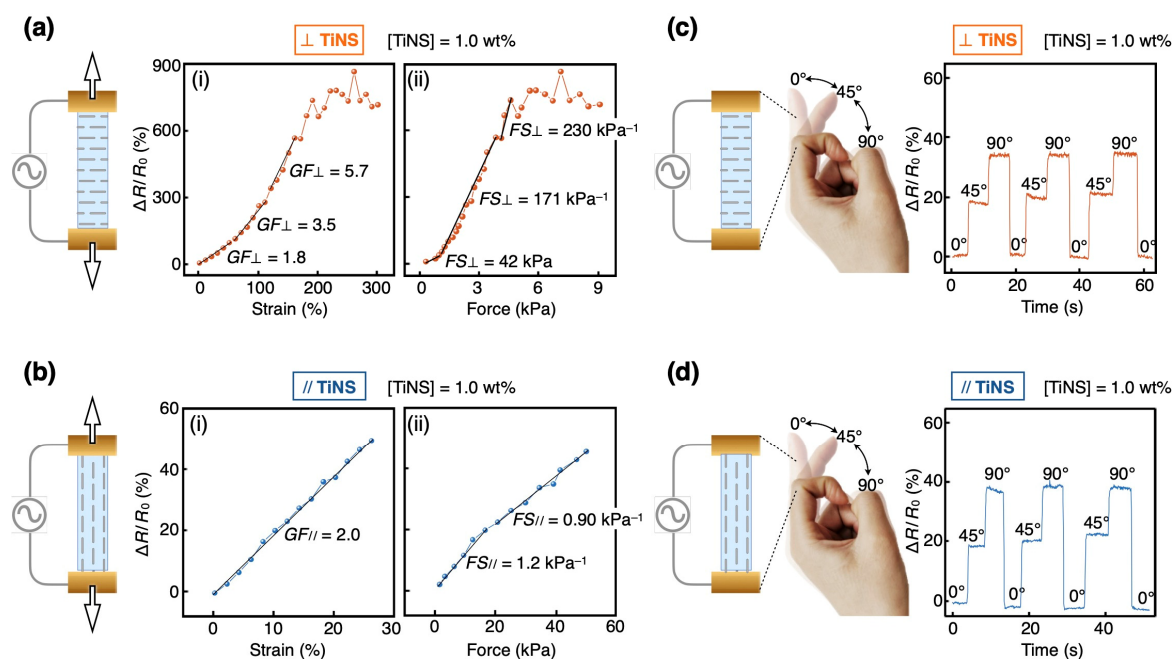 (a)
⊥ TiNS
[TiNS] = 1.0 wt%
ΔR/R0 (%)
900
600
300
0
(i)
GF⊥ = 5.7
GF⊥ = 3.5
GF⊥ = 1.8
0
100
200
300
Strain (%)
(ii)
FS⊥ = 230 kPa⁻¹
FS⊥ = 171 kPa⁻¹
FS⊥ = 42 kPa
0
3
6
9
Force (kPa)
(c)
⊥ TiNS
[TiNS] = 1.0 wt%
0°
45°
90°
ΔR/R0 (%)
60
40
20
0
90°
90°
90°
45°
45°
45°
0°
0°
0°
0°
0
20
40
60
Time (s)
(b)
// TiNS
[TiNS] = 1.0 wt%
ΔR/R0 (%)
60
40
20
0
(i)
GF// = 2.0
0
10
20
30
Strain (%)
(ii)
FS// = 0.90 kPa⁻¹
FS// = 1.2 kPa⁻¹
0
20
40
60
Force (kPa)
(d)
// TiNS
[TiNS] = 1.0 wt%
0°
45°
90°
ΔR/R0 (%)
60
40
20
0
90°
90°
90°
45°
45°
45°
0°
0°
0°
0°
0
20
40
Time (s)